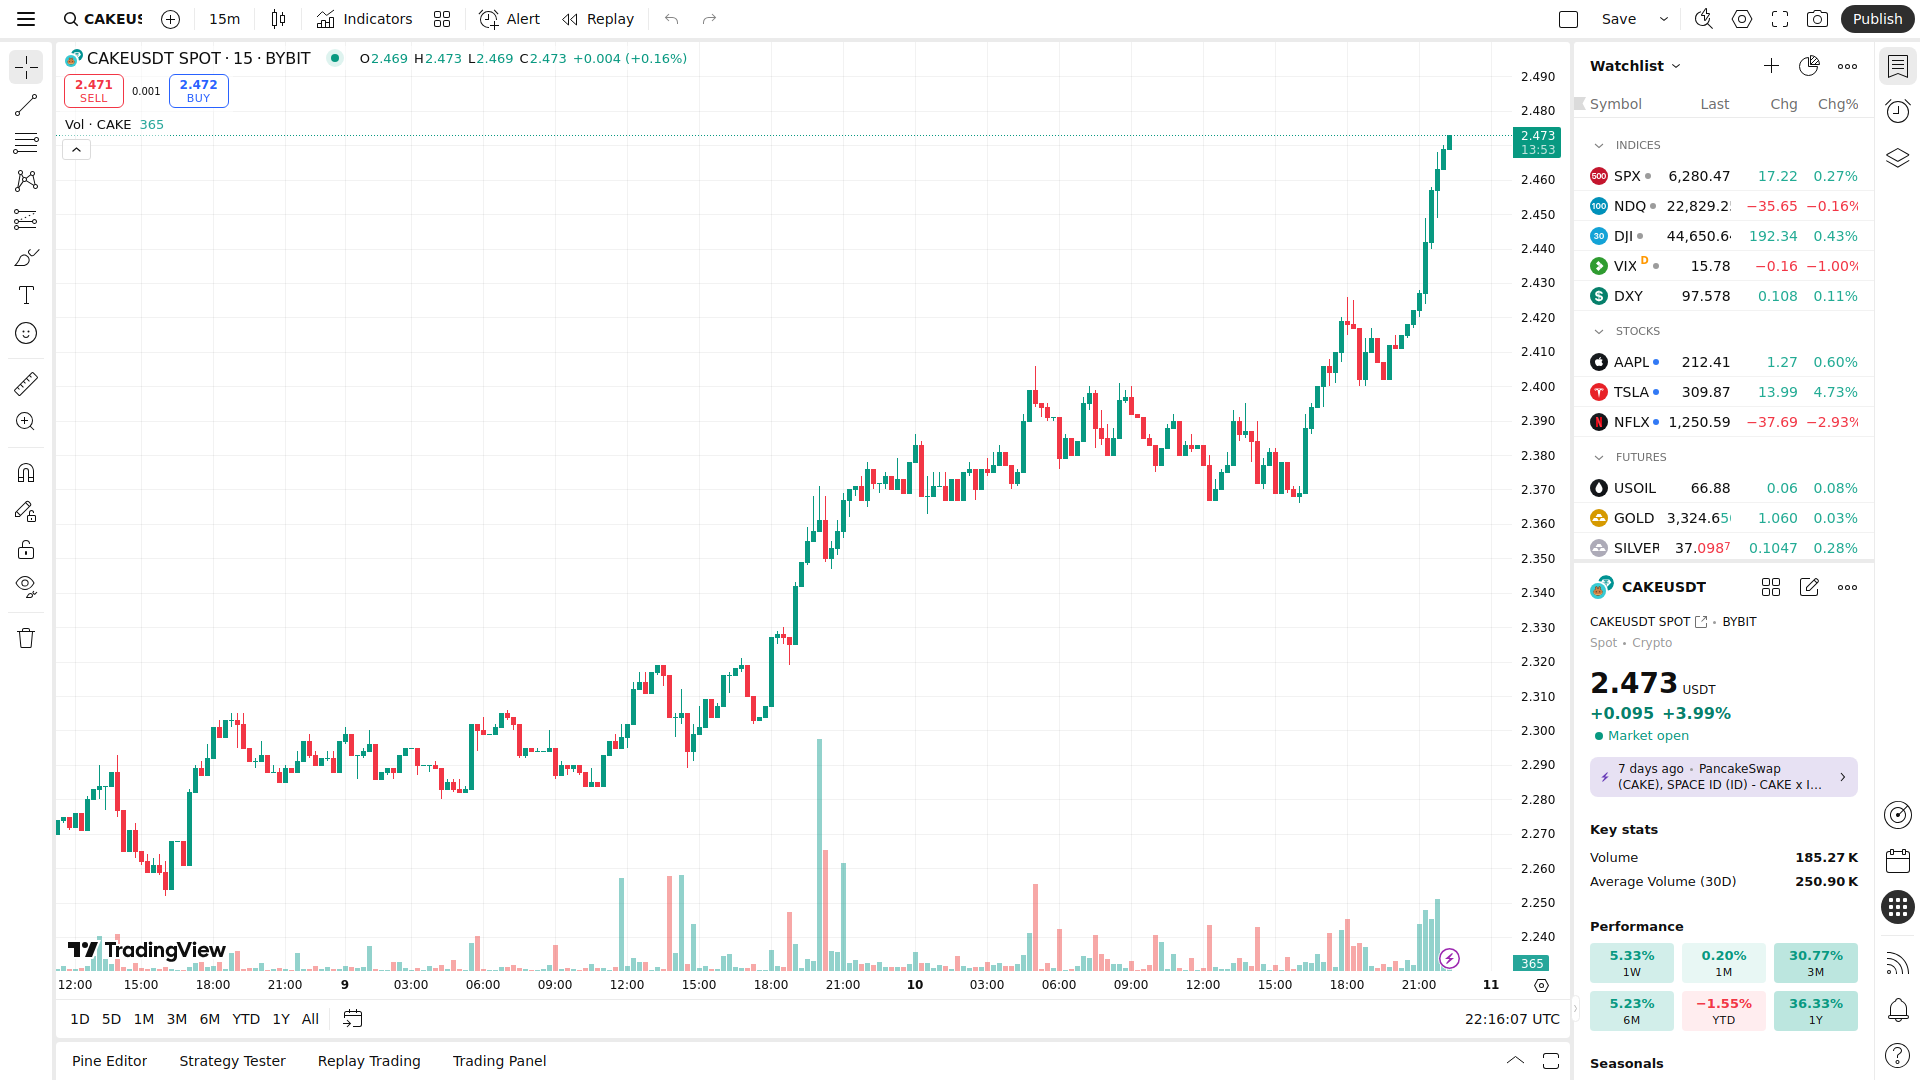 CAKEUS
15m
Indicators
Alert
Replay
Save
Publish
CAKEUSDT SPOT · 15 · BYBIT
O2.469 H2.473 L2.469 C2.473 +0.004 (+0.16%)
2.471
SELL
0.001
2.472
BUY
Vol · CAKE 365
2.490
2.480
2.473
13:53
2.460
2.450
2.440
2.430
2.420
2.410
2.400
2.390
2.380
2.370
2.360
2.350
2.340
2.330
2.320
2.310
2.300
2.290
2.280
2.270
2.260
2.250
2.240
365
TradingView
12:00 15:00 18:00 21:00 9 03:00 06:00 09:00 12:00 15:00 18:00 21:00 10 03:00 06:00 09:00 12:00 15:00 18:00 21:00 11
1D 5D 1M 3M 6M YTD 1Y All
22:16:07 UTC
Pine Editor Strategy Tester Replay Trading Trading Panel
Watchlist
Symbol Last Chg Chg%
INDICES
500 SPX 6,280.47 17.22 0.27%
100 NDQ 22,829.2 −35.65 −0.16%
30 DJI 44,650.6 192.34 0.43%
VIX D 15.78 −0.16 −1.00%
$ DXY 97.578 0.108 0.11%
STOCKS
AAPL 212.41 1.27 0.60%
TSLA 309.87 13.99 4.73%
N NFLX 1,250.59 −37.69 −2.93%
FUTURES
USOIL 66.88 0.06 0.08%
GOLD 3,324.65 1.060 0.03%
SILVER 37.0987 0.1047 0.28%
CAKEUSDT
CAKEUSDT SPOT • BYBIT
Spot • Crypto
2.473 USDT
+0.095 +3.99%
Market open
7 days ago • PancakeSwap
(CAKE), SPACE ID (ID) - CAKE x I...
Key stats
Volume 185.27 K
Average Volume (30D) 250.90 K
Performance
5.33% 0.20% 30.77%
1W 1M 3M
5.23% −1.55% 36.33%
6M YTD 1Y
Seasonals